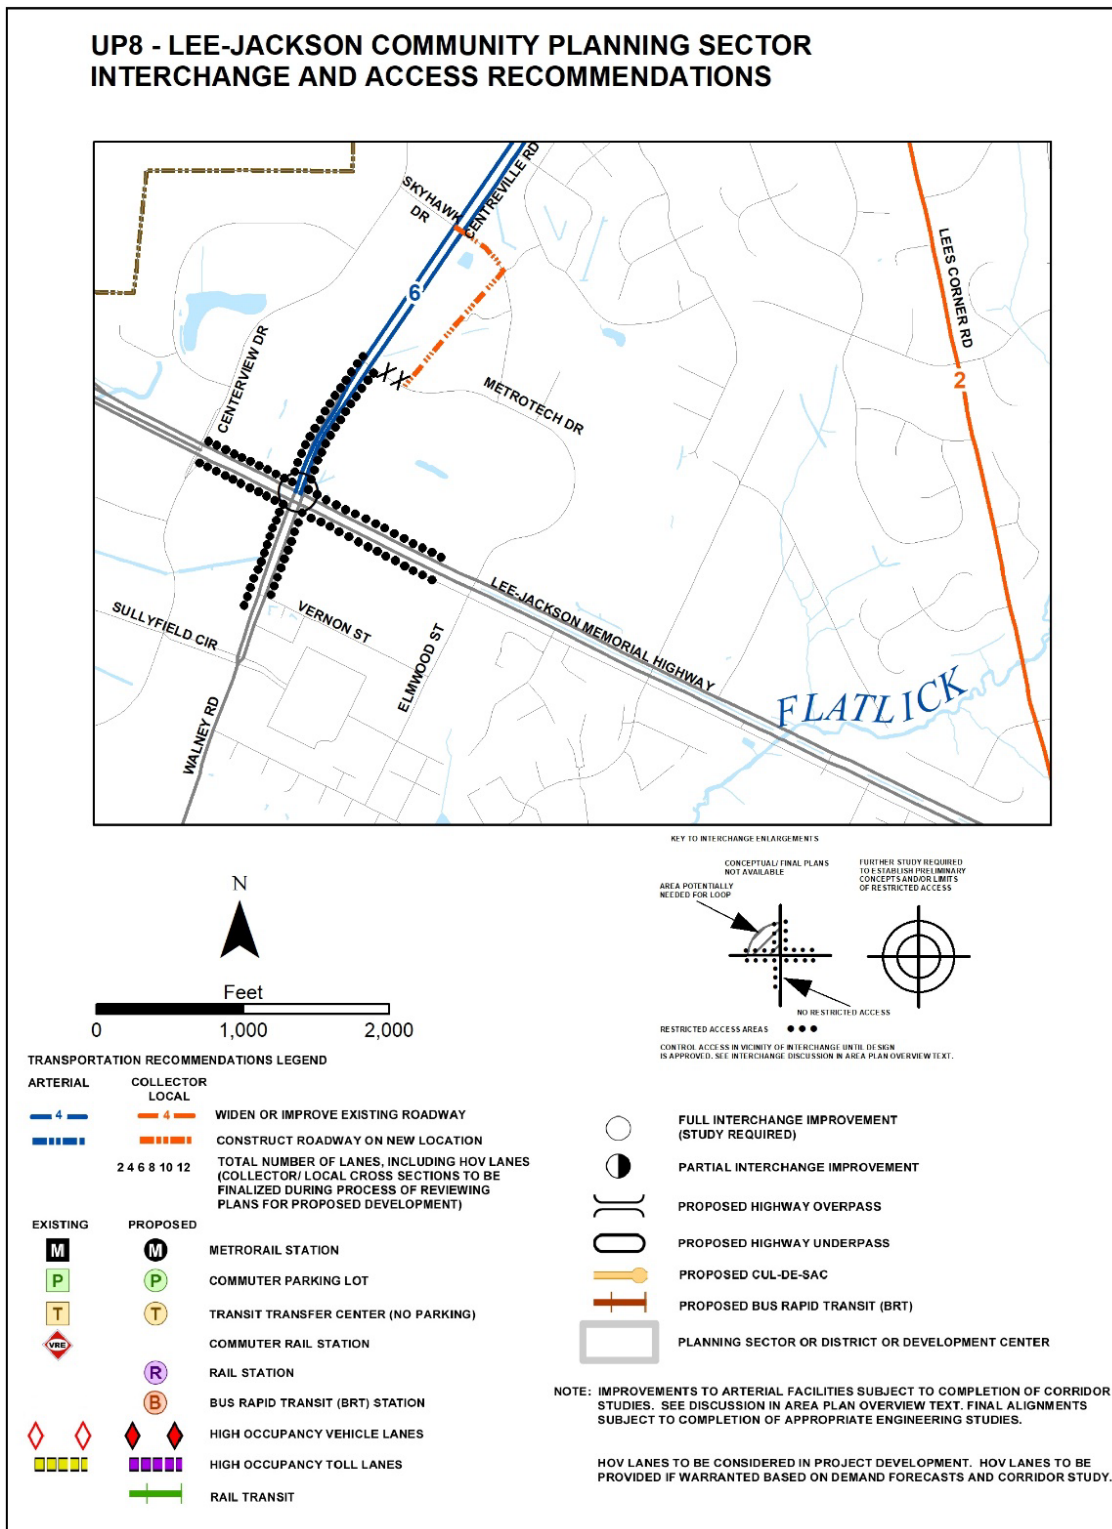 UP8 - LEE-JACKSON COMMUNITY PLANNING SECTOR
INTERCHANGE AND ACCESS RECOMMENDATIONS
SKYHAWK
DR
CENTREVILLE RD
6
LEES CORNER RD
2
CENTERVIEW DR
XX
METROTECH DR
LEE-JACKSON MEMORIAL HIGHWAY
SULLYFIELD CIR
VERNON ST
ELMWOOD ST
WALNEY RD
FLATLICK
KEY TO INTERCHANGE ENLARGEMENTS
CONCEPTUAL/ FINAL PLANS
NOT AVAILABLE
AREA POTENTIALLY
NEEDED FOR LOOP
FURTHER STUDY REQUIRED
TO ESTABLISH PRELIMINARY
CONCEPTS AND/OR LIMITS
OF RESTRICTED ACCESS
NO RESTRICTED ACCESS
RESTRICTED ACCESS AREAS
CONTROL ACCESS IN VICINITY OF INTERCHANGE UNTIL DESIGN
IS APPROVED. SEE INTERCHANGE DISCUSSION IN AREA PLAN OVERVIEW TEXT.
N
Feet
0 1,000 2,000
TRANSPORTATION RECOMMENDATIONS LEGEND
ARTERIAL
COLLECTOR
LOCAL
4 4 WIDEN OR IMPROVE EXISTING ROADWAY
CONSTRUCT ROADWAY ON NEW LOCATION
2 4 6 8 10 12 TOTAL NUMBER OF LANES, INCLUDING HOV LANES
(COLLECTOR/ LOCAL CROSS SECTIONS TO BE
FINALIZED DURING PROCESS OF REVIEWING
PLANS FOR PROPOSED DEVELOPMENT)
EXISTING PROPOSED
M M METRORAIL STATION
P P COMMUTER PARKING LOT
T T TRANSIT TRANSFER CENTER (NO PARKING)
VRE COMMUTER RAIL STATION
R RAIL STATION
B BUS RAPID TRANSIT (BRT) STATION
HIGH OCCUPANCY VEHICLE LANES
HIGH OCCUPANCY TOLL LANES
RAIL TRANSIT
FULL INTERCHANGE IMPROVEMENT
(STUDY REQUIRED)
PARTIAL INTERCHANGE IMPROVEMENT
PROPOSED HIGHWAY OVERPASS
PROPOSED HIGHWAY UNDERPASS
PROPOSED CUL-DE-SAC
PROPOSED BUS RAPID TRANSIT (BRT)
PLANNING SECTOR OR DISTRICT OR DEVELOPMENT CENTER
NOTE: IMPROVEMENTS TO ARTERIAL FACILITIES SUBJECT TO COMPLETION OF CORRIDOR
STUDIES. SEE DISCUSSION IN AREA PLAN OVERVIEW TEXT. FINAL ALIGNMENTS
SUBJECT TO COMPLETION OF APPROPRIATE ENGINEERING STUDIES.
HOV LANES TO BE CONSIDERED IN PROJECT DEVELOPMENT. HOV LANES TO BE
PROVIDED IF WARRANTED BASED ON DEMAND FORECASTS AND CORRIDOR STUDY.